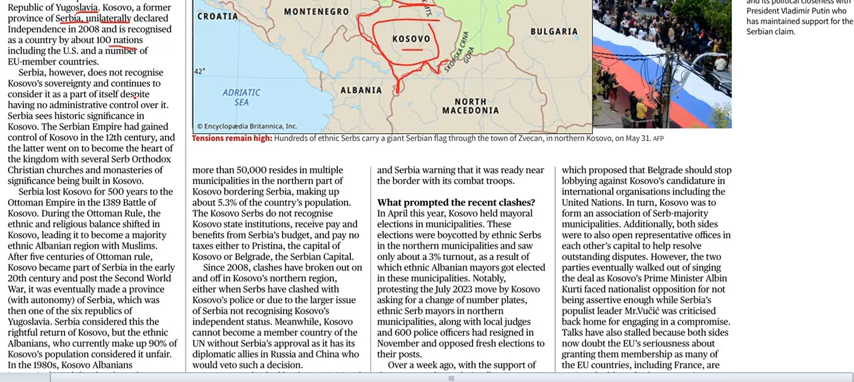 Republic of Yugoslavia. Kosovo, a former
province of Serbia, unilaterally declared
Independence in 2008 and is recognised
as a country by about 100 nations
including the U.S. and a number of
EU-member countries.
Serbia, however, does not recognise
Kosovo's sovereignty and continues to
consider it as a part of itself despite
having no administrative control over it.
Serbia sees historic significance in
Kosovo. The Serbian Empire had gained
control of Kosovo in the 12th century, and
the latter went on to become the heart of
the kingdom with several Serb Orthodox
Christian churches and monasteries of
significance being built in Kosovo.
Serbia lost Kosovo for 500 years to the
Ottoman Empire in the 1389 Battle of
Kosovo. During the Ottoman Rule, the
ethnic and religious balance shifted in
Kosovo, leading it to become a majority
ethnic Albanian region with Muslims.
After five centuries of Ottoman rule,
Kosovo became part of Serbia in the early
20th century and post the Second World
War, it was eventually made a province
(with autonomy) of Serbia, which was
then one of the six republics of
Yugoslavia. Serbia considered this the
rightful return of Kosovo, but the ethnic
Albanians, who currently make up 90% of
Kosovo's population considered it unfair.
In the 1980s, Kosovo Albanians
CROATIA
MONTENEGRO
KOSOVO
SKOPSKA CRNA
GORA
BULGARIA
42°
ADRIATIC
SEA
ALBANIA
NORTH
MACEDONIA
© Encyclopædia Britannica, Inc.
Tensions remain high: Hundreds of ethnic Serbs carry a giant Serbian flag through the town of Zvecan, in northern Kosovo, on May 31. AFP
more than 50,000 resides in multiple
municipalities in the northern part of
Kosovo bordering Serbia, making up
about 5.3% of the country's population.
The Kosovo Serbs do not recognise
Kosovo state institutions, receive pay and
benefits from Serbia's budget, and pay no
taxes either to Pristina, the capital of
Kosovo or Belgrade, the Serbian Capital.
Since 2008, clashes have broken out on
and off in Kosovo's northern region,
either when Serbs have clashed with
Kosovo's police or due to the larger issue
of Serbia not recognising Kosovo's
independent status. Meanwhile, Kosovo
cannot become a member country of the
UN without Serbia's approval as it has its
diplomatic allies in Russia and China who
would veto such a decision.
and Serbia warning that it was ready near
the border with its combat troops.
What prompted the recent clashes?
In April this year, Kosovo held mayoral
elections in municipalities. These
elections were boycotted by ethnic Serbs
in the northern municipalities and saw
only about a 3% turnout, as a result of
which ethnic Albanian mayors got elected
in these municipalities. Notably,
protesting the July 2023 move by Kosovo
asking for a change of number plates,
ethnic Serb mayors in northern
municipalities, along with local judges
and 600 police officers had resigned in
November and opposed fresh elections to
their posts.
Over a week ago, with the support of
which proposed that Belgrade should stop
lobbying against Kosovo's candidature in
international organisations including the
United Nations. In turn, Kosovo was to
form an association of Serb-majority
municipalities. Additionally, both sides
were to also open representative offices in
each other's capital to help resolve
outstanding disputes. However, the two
parties eventually walked out of singing
the deal as Kosovo's Prime Minister Albin
Kurti faced nationalist opposition for not
being assertive enough while Serbia's
populist leader Mr.Vučić was criticised
back home for engaging in a compromise.
Talks have also stalled because both sides
now doubt the EU's seriousness about
granting them membership as many of
the EU countries, including France, are
and its political closeness with
President Vladimir Putin who
has maintained support for the
Serbian claim.